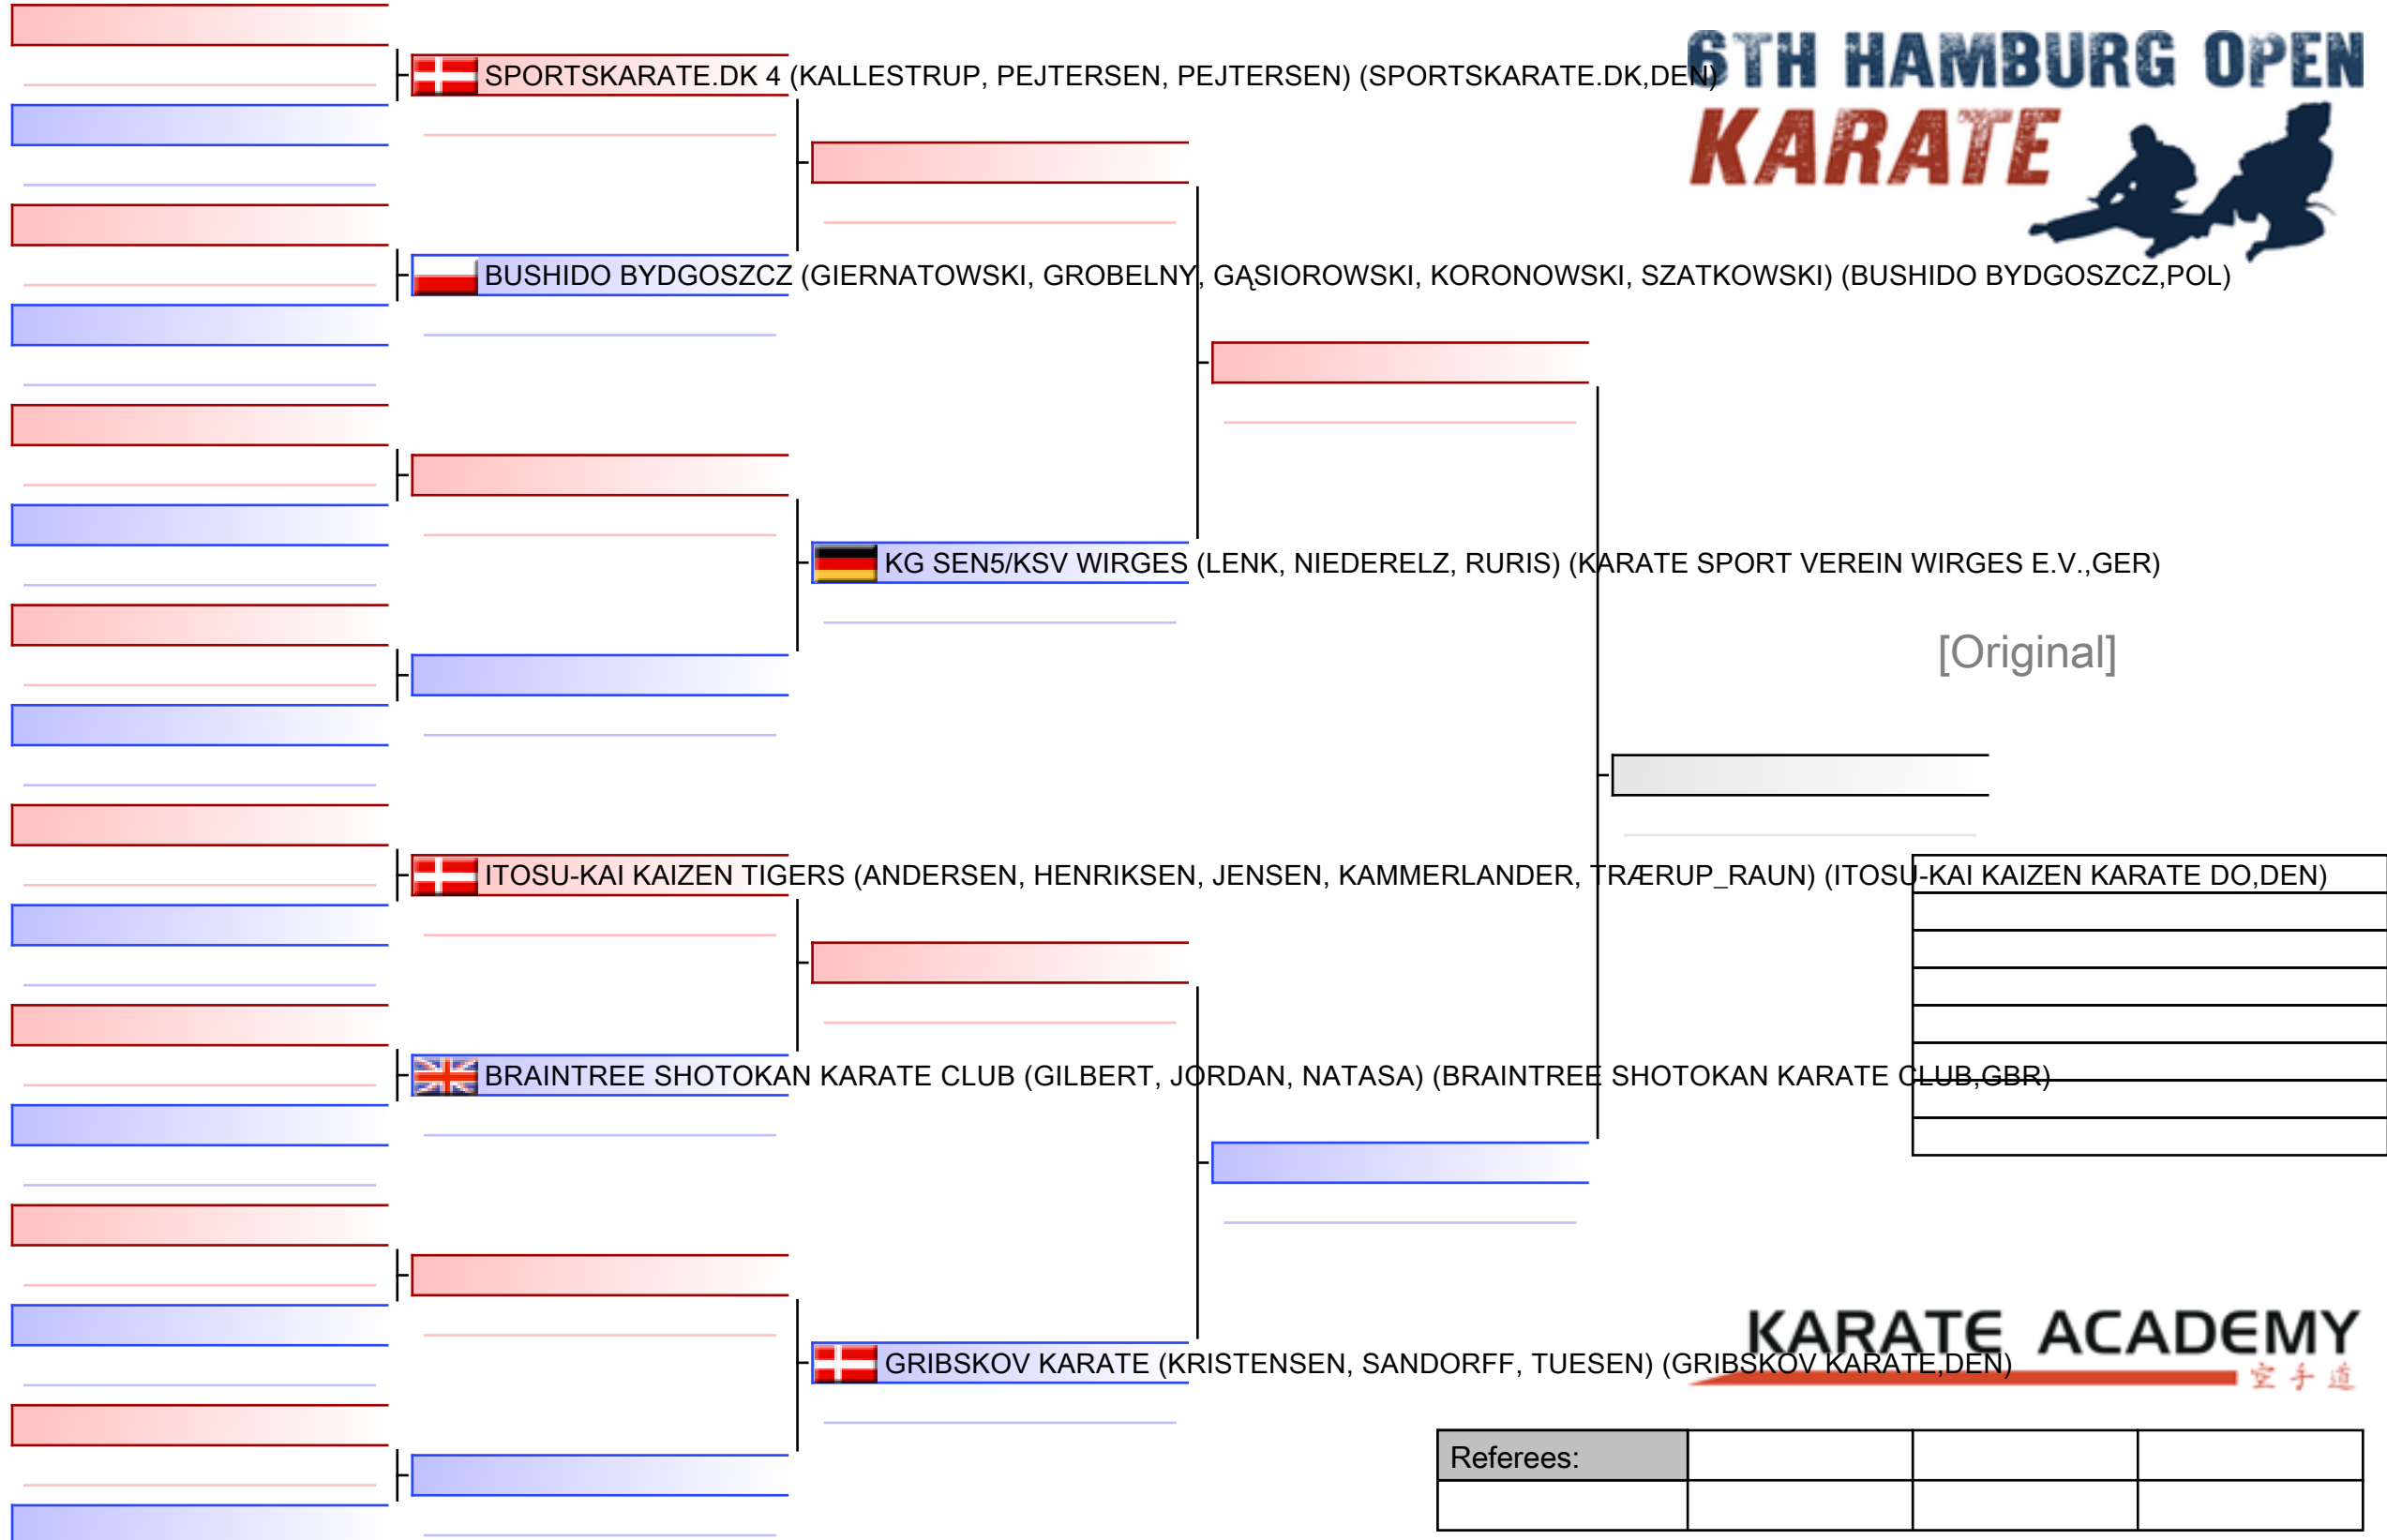 6TH HAMBURG OPEN
KARATE
SPORTSKARATE.DK 4 (KALLESTRUP, PEJTERSEN, PEJTERSEN) (SPORTSKARATE.DK,DEN)
BUSHIDO BYDGOSZCZ (GIERNATOWSKI, GROBELNY, GĄSIOROWSKI, KORONOWSKI, SZATKOWSKI) (BUSHIDO BYDGOSZCZ,POL)
KG SEN5/KSV WIRGES (LENK, NIEDERELZ, RURIS) (KARATE SPORT VEREIN WIRGES E.V.,GER)
[Original]
ITOSU-KAI KAIZEN TIGERS (ANDERSEN, HENRIKSEN, JENSEN, KAMMERLANDER, TRÆRUP_RAUN) (ITOSU-KAI KAIZEN KARATE DO,DEN)
BRAINTREE SHOTOKAN KARATE CLUB (GILBERT, JORDAN, NATASA) (BRAINTREE SHOTOKAN KARATE CLUB,GBR)
KARATE ACADEMY
GRIBSKOV KARATE (KRISTENSEN, SANDORFF, TUESEN) (GRIBSKOV KARATE,DEN)
空手道
Referees: